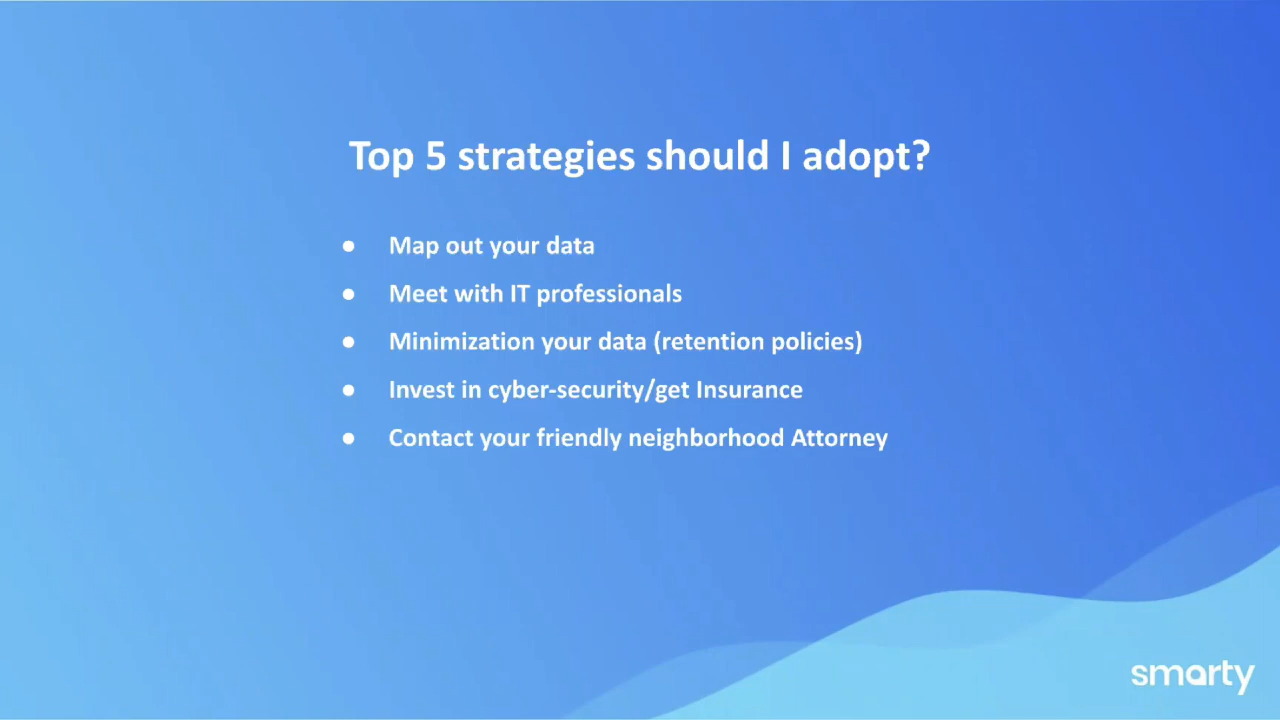 Top 5 strategies should I adopt?
● Map out your data
● Meet with IT professionals
● Minimization your data (retention policies)
● Invest in cyber-security/get Insurance
● Contact your friendly neighborhood Attorney
smarty